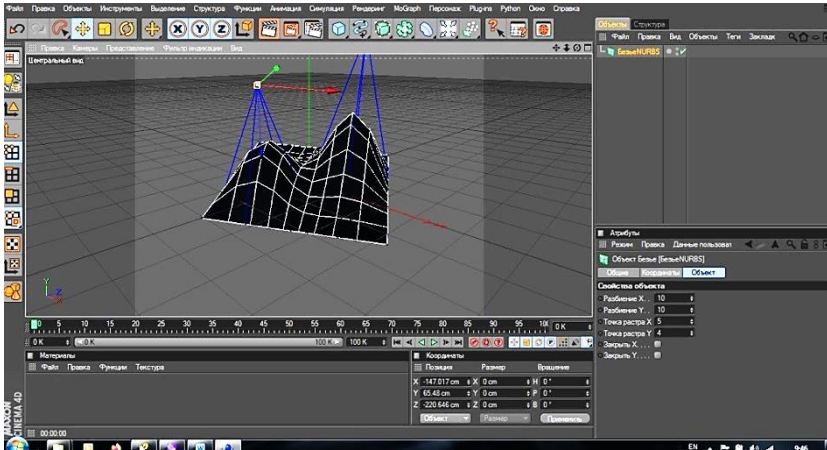 Файл Правка Объекты Инструменты Выделение Структура Функции Анимация Симуляция Рендеринг MoGraph Персонаж Plug-ins Python Окно Справка
Правка Камеры Представление Фильтр индикации Вид
Центральный вид
Y
Z
X
0 5 10 15 20 25 30 35 40 45 50 55 60 65 70 75 80 85 90 95 10( 0 K
0 K 0 K 100 K 100 K
Материалы
Файл Правка Функции Текстура
Координаты
Позиция Размер Вращение
X -147.017 cm X 0 cm H 0 °
Y 65.48 cm Y 0 cm P 0 °
Z -220.646 cm Z 0 cm B 0 °
Объект Размер Применить
00:00:00
MAXON
CINEMA 4D
Объекты Структура
Файл Правка Вид Объекты Теги Закладк
БезьеNURBS
Атрибуты
Режим Правка Данные пользоват
Объект Безье [БезьеNURBS]
Общие Координаты Объект
Свойства объекта
Разбиение X . . 10
Разбиение Y . . 10
Точка растра X 5
Точка растра Y 4
Закрыть X. . . .
Закрыть Y. . . .
EN 9:46